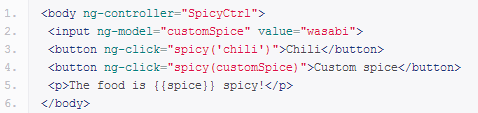 1. <body ng-controller="SpicyCtrl">
2. <input ng-model="customSpice" value="wasabi">
3. <button ng-click="spicy('chili')">Chili</button>
4. <button ng-click="spicy(customSpice)">Custom spice</button>
5. <p>The food is {{spice}} spicy!</p>
6. </body>